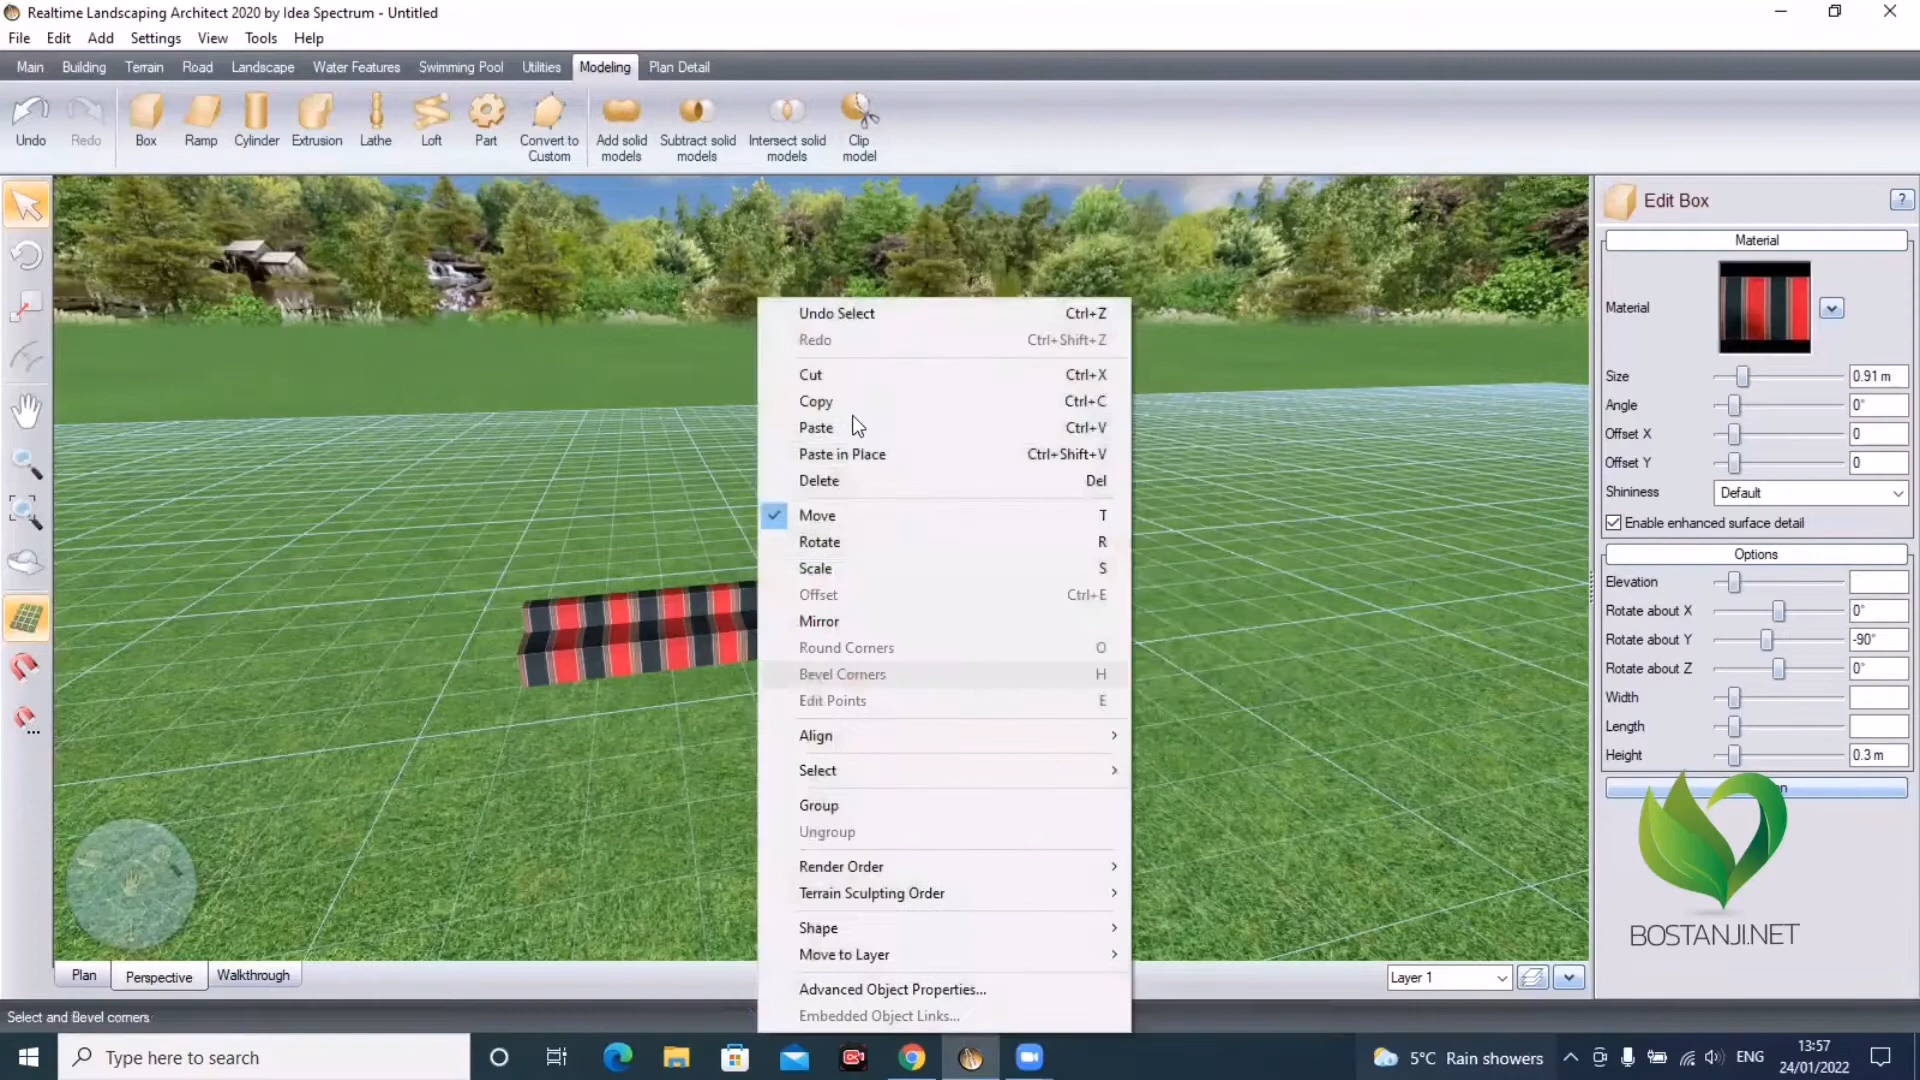 Realtime Landscaping Architect 2020 by Idea Spectrum - Untitled
File Edit Add Settings View Tools Help
Main Building Terrain Road Landscape Water Features Swimming Pool Utilities Modeling Plan Detail
Undo Redo Box Ramp Cylinder Extrusion Lathe Loft Part Convert to Custom Add solid models Subtract solid models Intersect solid models Clip model
Undo Select Ctrl+Z
Redo Ctrl+Shift+Z
Cut Ctrl+X
Copy Ctrl+C
Paste Ctrl+V
Paste in Place Ctrl+Shift+V
Delete Del
Move T
Rotate R
Scale S
Offset Ctrl+E
Mirror
Round Corners O
Bevel Corners H
Edit Points E
Align
Select
Group
Ungroup
Render Order
Terrain Sculpting Order
Shape
Move to Layer
Advanced Object Properties...
Embedded Object Links...
Edit Box ?
Material
Material
Size 0.91 m
Angle 0°
Offset X 0
Offset Y 0
Shininess Default
Enable enhanced surface detail
Options
Elevation
Rotate about X 0°
Rotate about Y -90°
Rotate about Z 0°
Width
Length
Height 0.3 m
BOSTANJI.NET
Plan Perspective Walkthrough
Layer 1
Select and Bevel corners
Type here to search
5°C Rain showers
ENG
13:57
24/01/2022